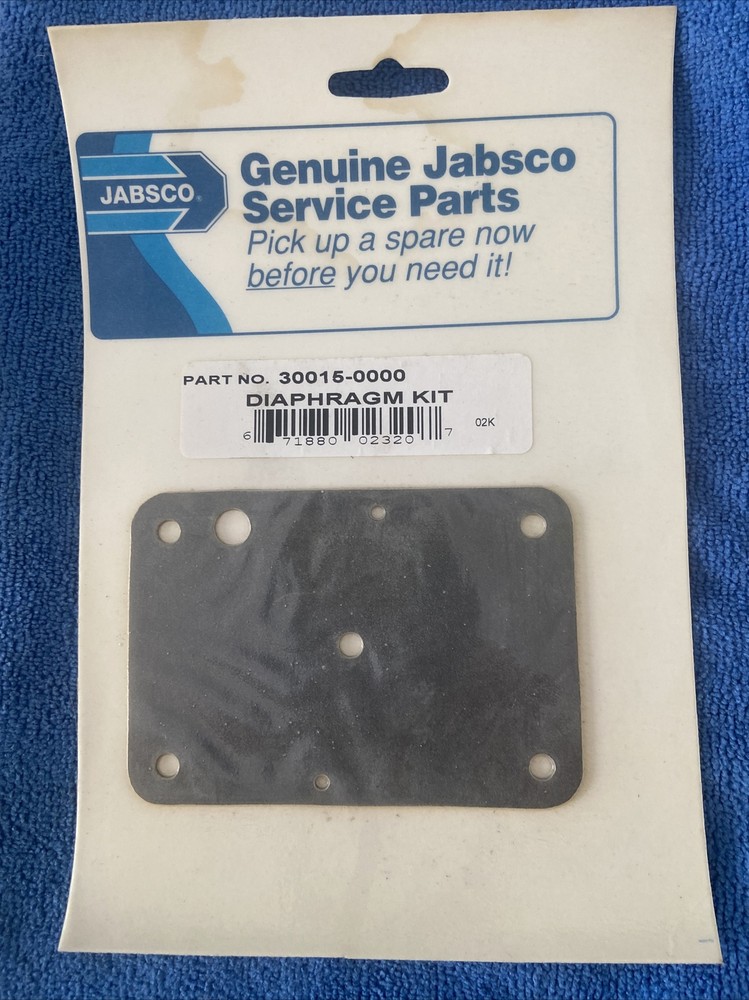 JABSCO®
Genuine Jabsco
Service Parts
Pick up a spare now
before you need it!
PART NO. 30015-0000
DIAPHRAGM KIT
6 71880 02320 7
02K